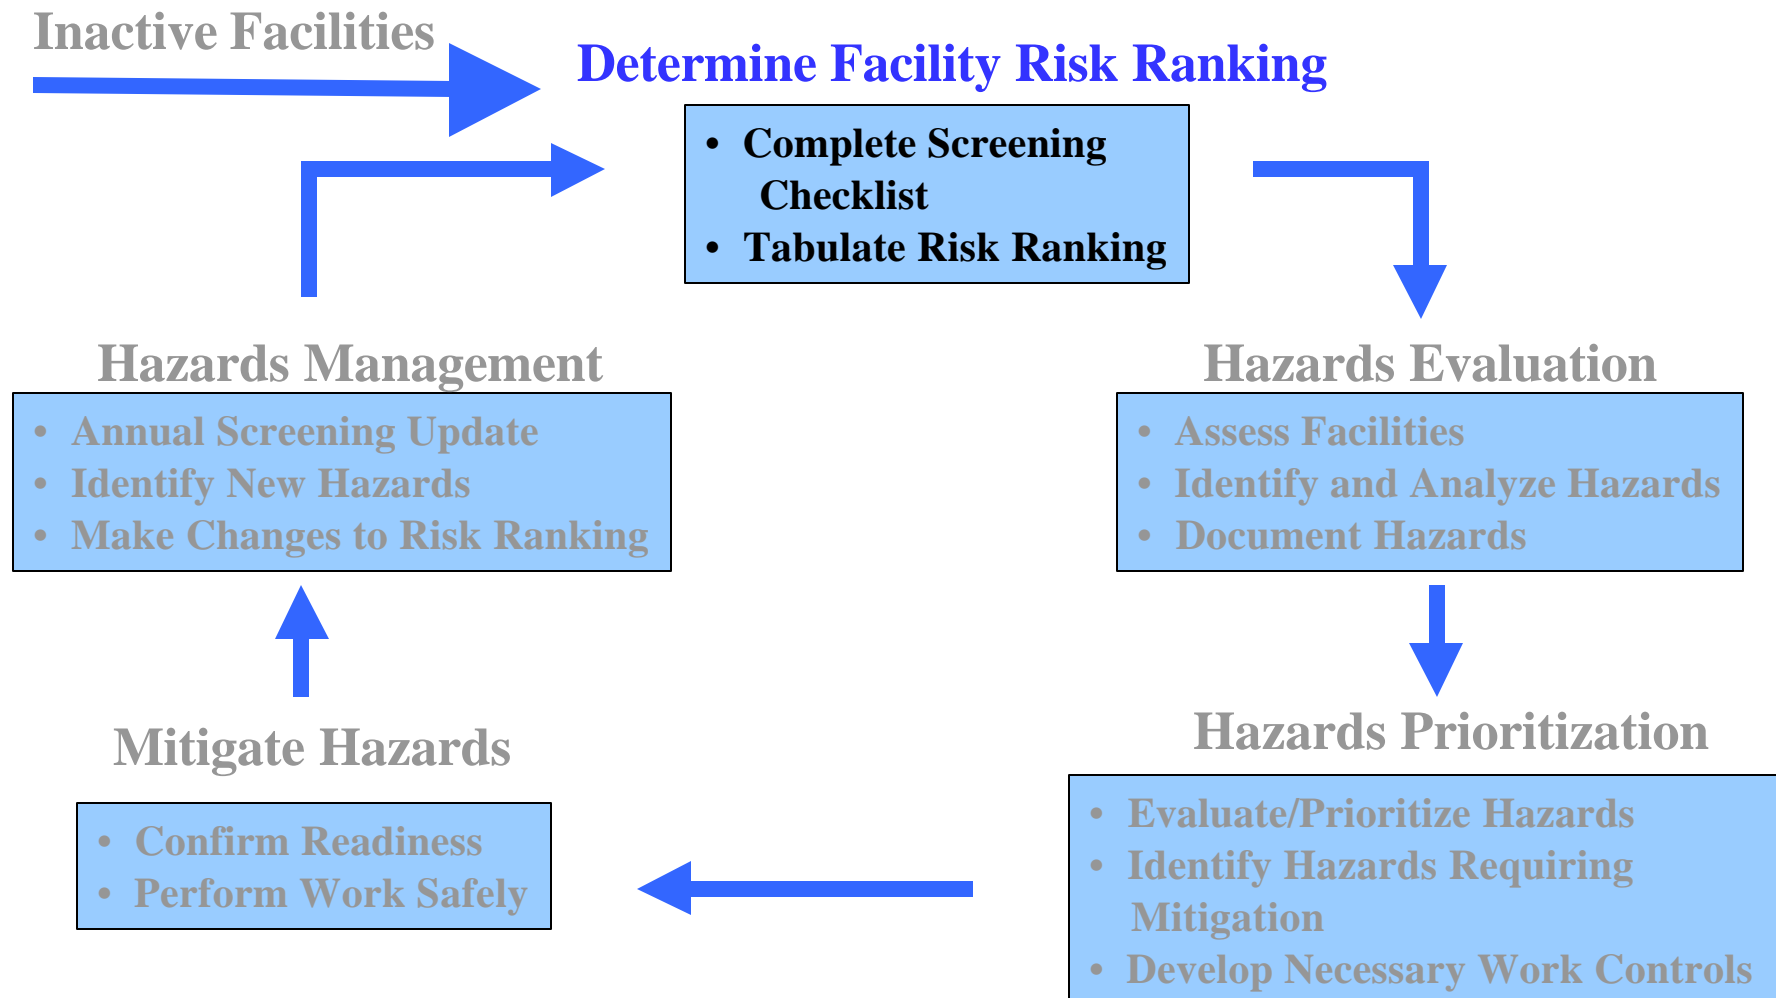 Inactive Facilities
Determine Facility Risk Ranking
• Complete Screening
Checklist
• Tabulate Risk Ranking
Hazards Management
• Annual Screening Update
• Identify New Hazards
• Make Changes to Risk Ranking
Hazards Evaluation
• Assess Facilities
• Identify and Analyze Hazards
• Document Hazards
Mitigate Hazards
• Confirm Readiness
• Perform Work Safely
Hazards Prioritization
• Evaluate/Prioritize Hazards
• Identify Hazards Requiring
Mitigation
• Develop Necessary Work Controls